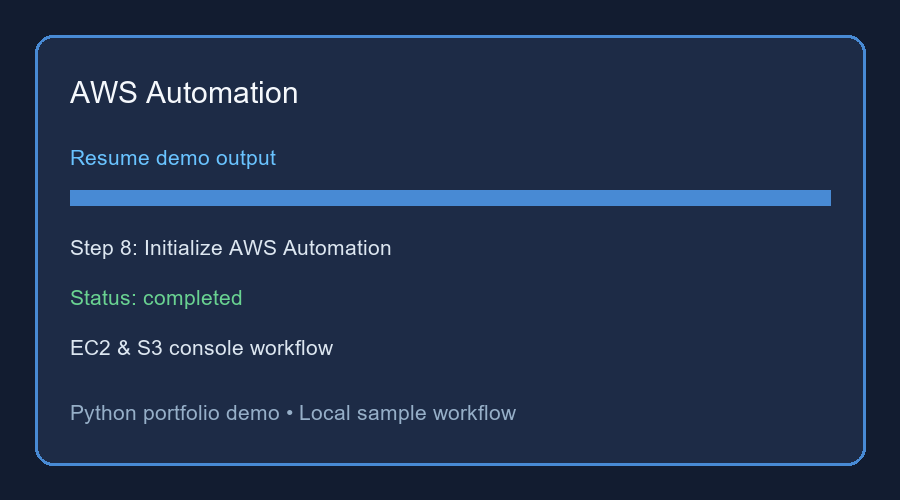 AWS Automation
Resume demo output
Step 8: Initialize AWS Automation
Status: completed
EC2 & S3 console workflow
Python portfolio demo • Local sample workflow